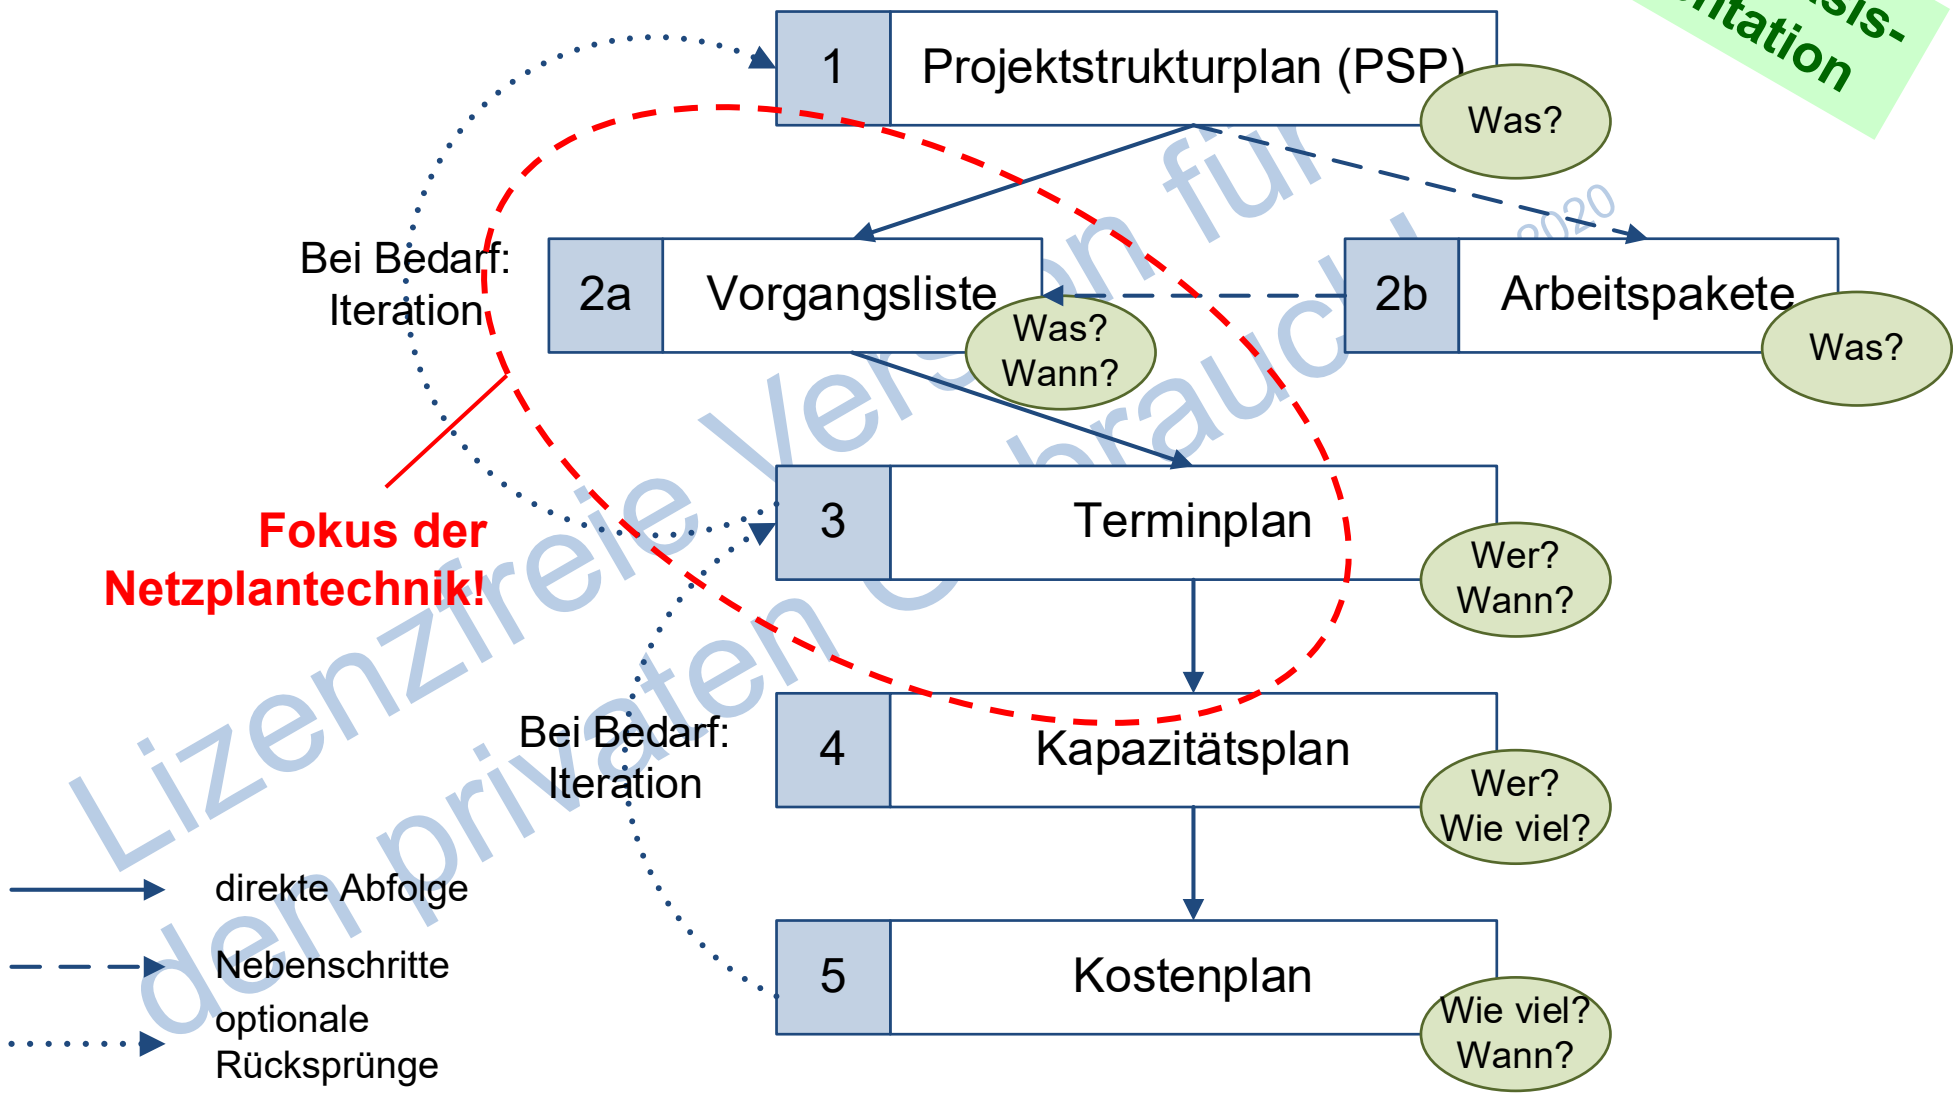 1
Projektstrukturplan (PSP)
Was?
Bei Bedarf:
Iteration
2a
Vorgangsliste
Was?
Wann?
2b
Arbeitspakete
Was?
Fokus der
Netzplantechnik!
3
Terminplan
Wer?
Wann?
Bei Bedarf:
Iteration
4
Kapazitätsplan
Wer?
Wie viel?
5
Kostenplan
Wie viel?
Wann?
direkte Abfolge
Nebenschritte
optionale
Rücksprünge
Lizenzfreie Version für
den privaten Gebrauch
2020